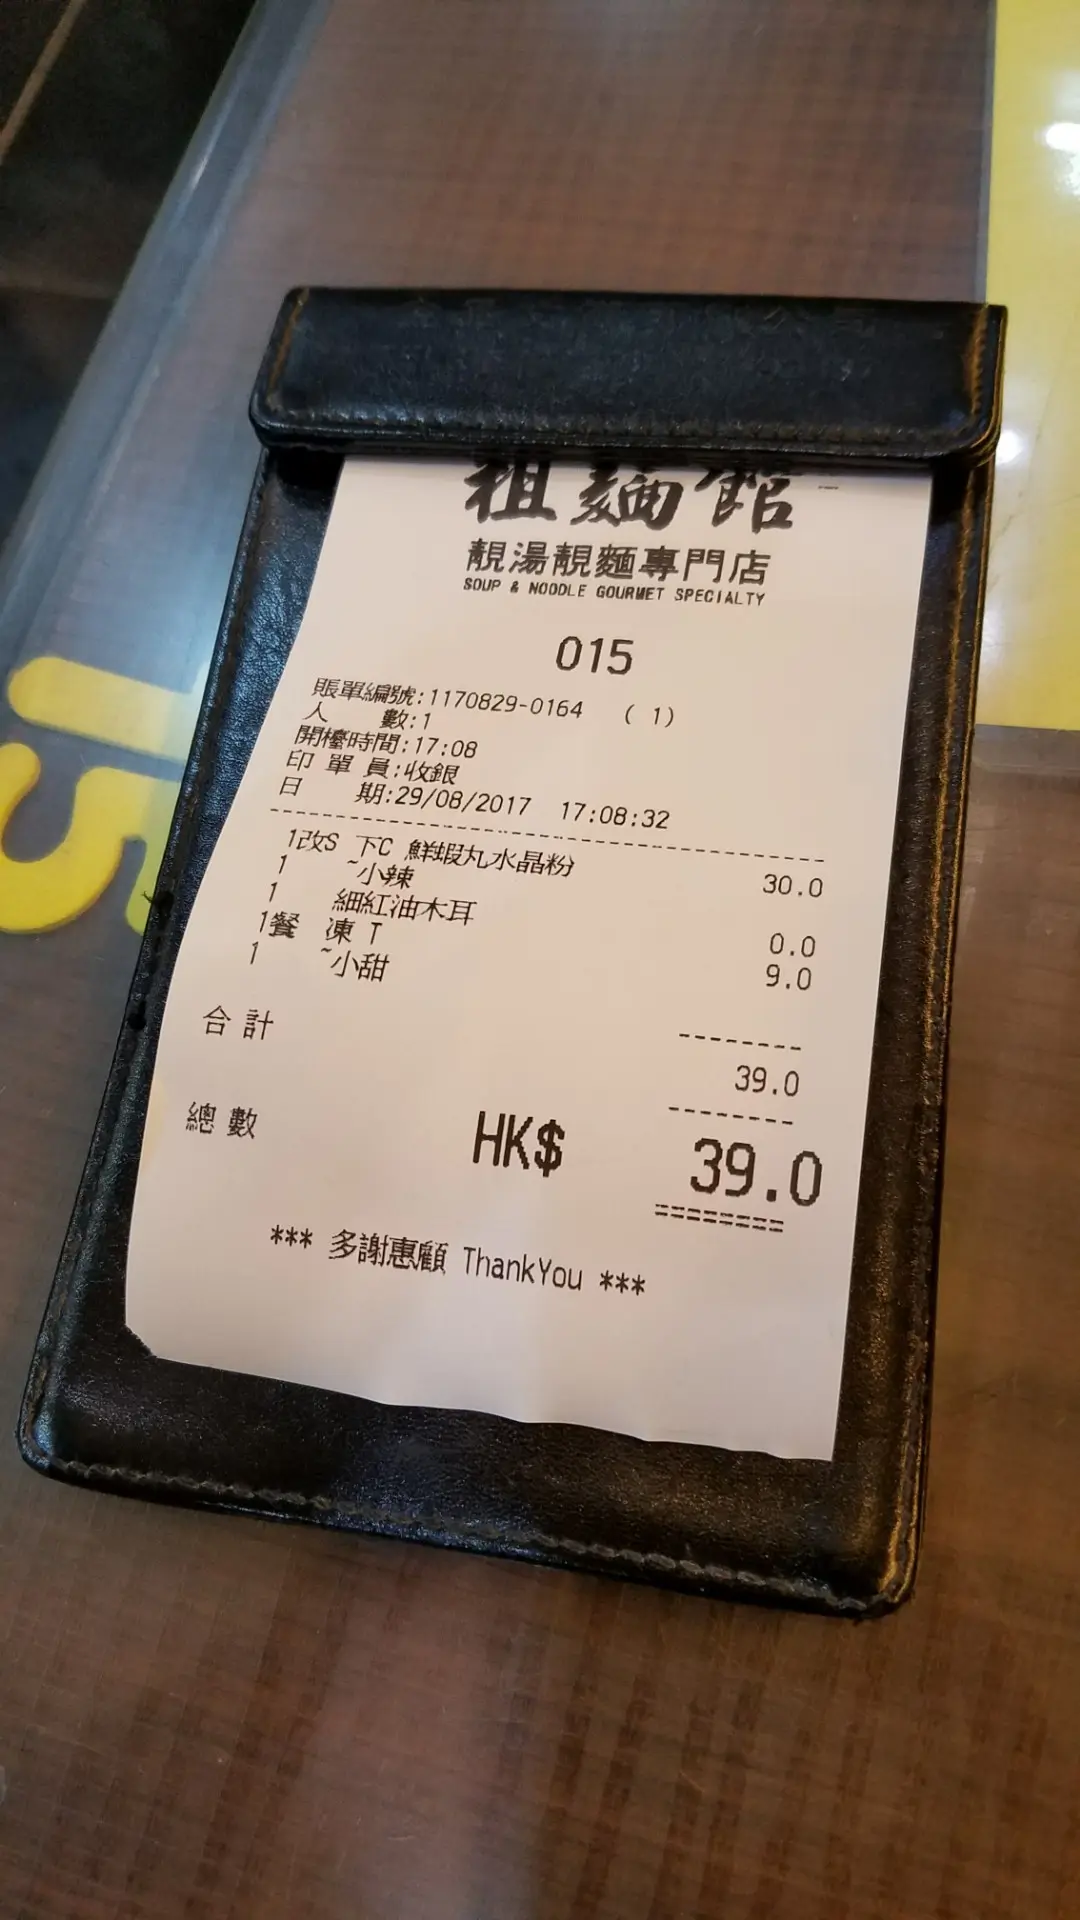 祖麵館
靚湯靚麵專門店
SOUP & NOODLE GOURMET SPECIALTY
015
賬單編號:1170829-0164 ( 1)
人 數:1
開檯時間:17:08
印 單 員:收銀
日 期:29/08/2017 17:08:32
1改S 下C 鮮蝦丸水晶粉 30.0
1 ~小辣
1 細紅油木耳 0.0
1餐 凍 T 9.0
1 ~小甜
合 計 39.0
總 數 HK$ 39.0
*** 多謝惠顧 ThankYou ***